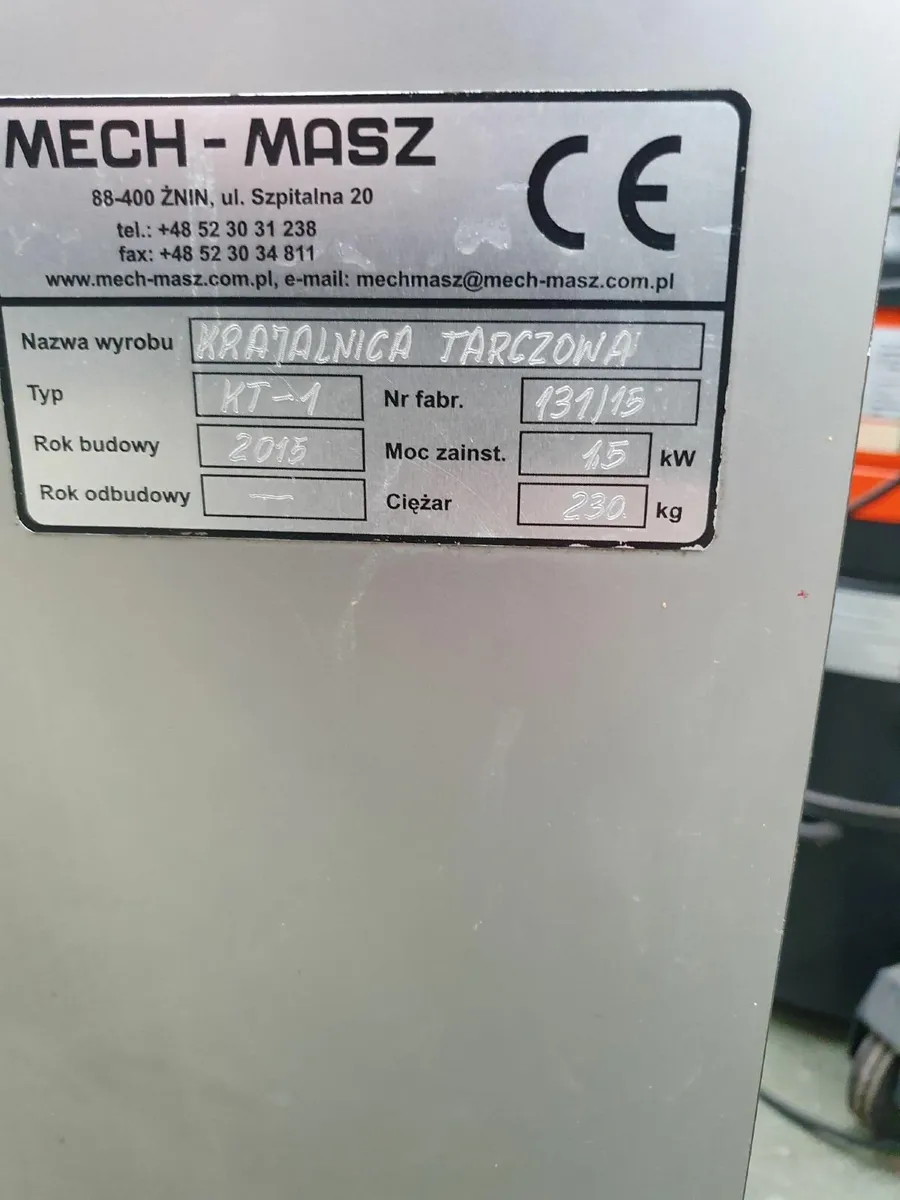 MECH - MASZ
CE
88-400 ŻNIN, ul. Szpitalna 20
tel.: +48 52 30 31 238
fax: +48 52 30 34 811
www.mech-masz.com.pl, e-mail: mechmasz@mech-masz.com.pl
Nazwa wyrobu KRAJALNICA TARCZOWA
Typ KT-1 Nr fabr. 131/15
Rok budowy 2015 Moc zainst. 1,5 kW
Rok odbudowy — Ciężar 230 kg